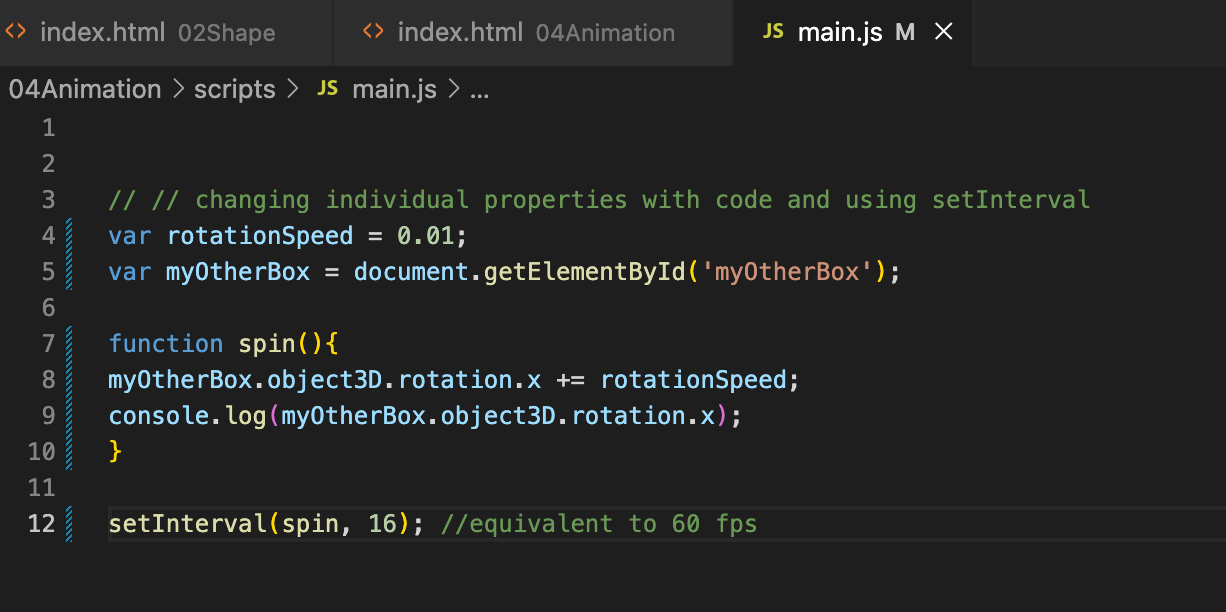 <> index.html 02Shape <> index.html 04Animation JS main.js M ×
04Animation > scripts > JS main.js > ...
1
2
3 // // changing individual properties with code and using setInterval
4 var rotationSpeed = 0.01;
5 var myOtherBox = document.getElementById('myOtherBox');
6
7 function spin(){
8 myOtherBox.object3D.rotation.x += rotationSpeed;
9 console.log(myOtherBox.object3D.rotation.x);
10 }
11
12 setInterval(spin, 16); //equivalent to 60 fps